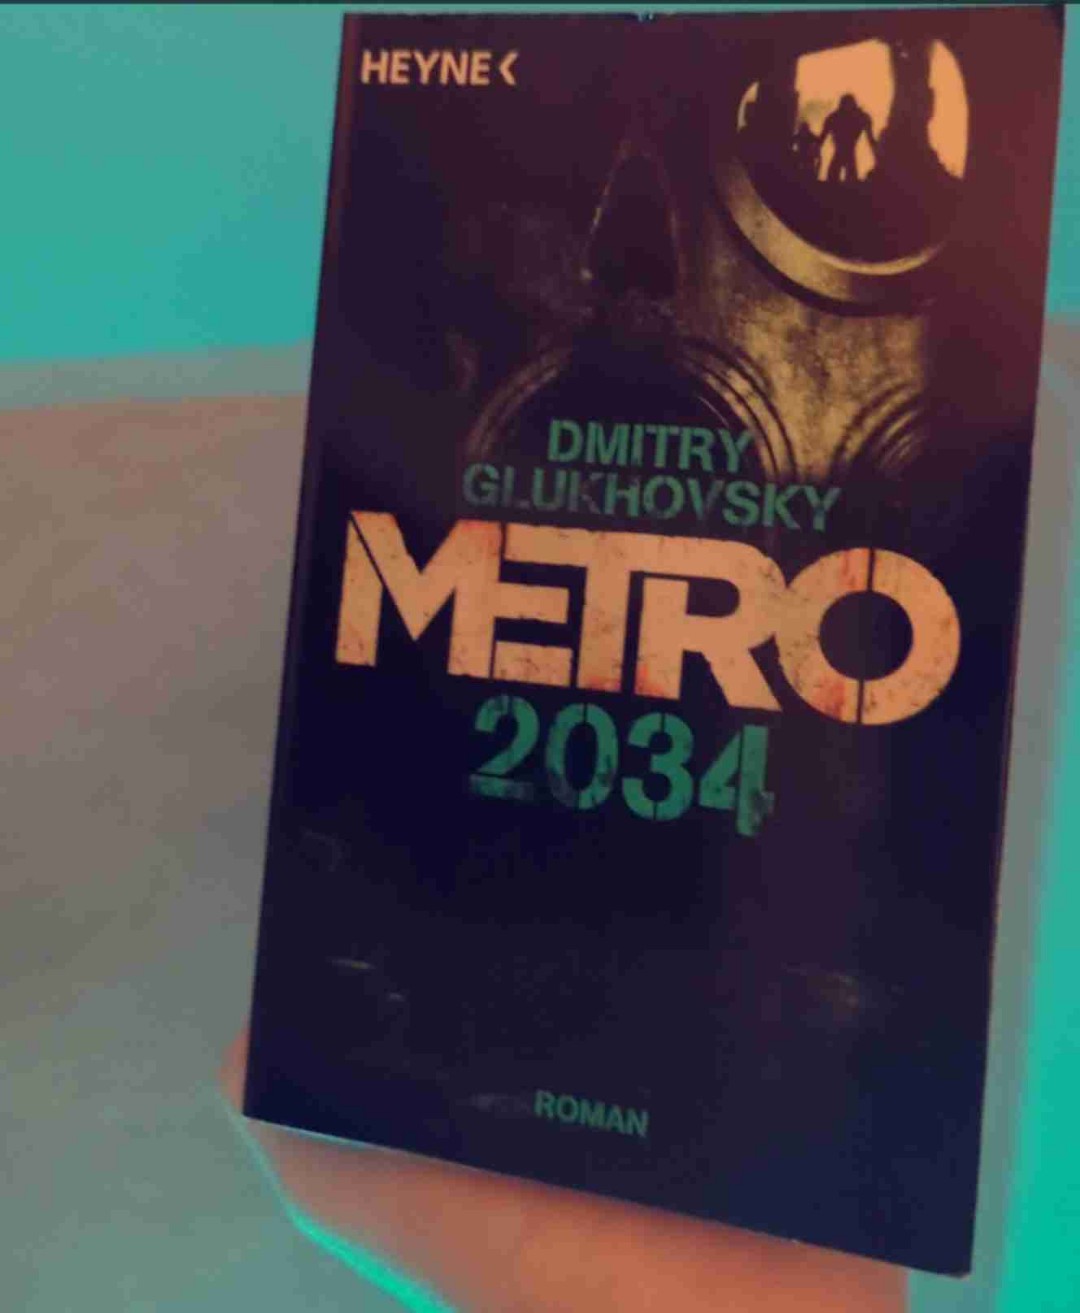 HEYNE<
DMITRY
GLUKHOVSKY
METRO
2034
ROMAN